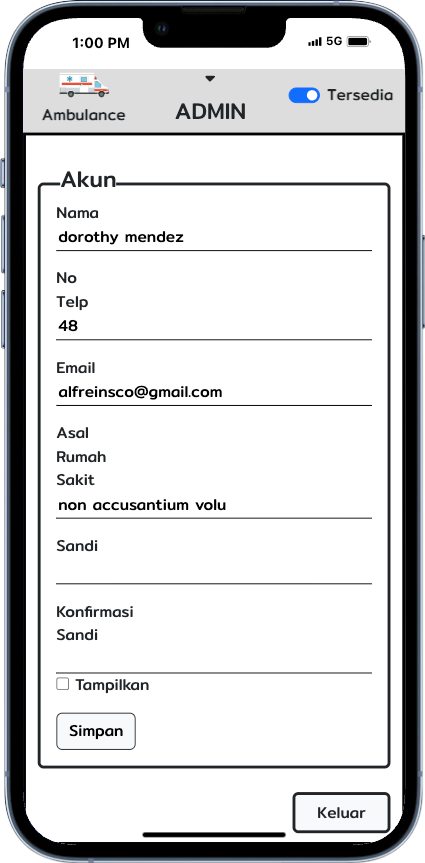 1:00 PM
5G
Ambulance
ADMIN
Tersedia
Akun
Nama
dorothy mendez
No
Telp
48
Email
alfreinsco@gmail.com
Asal
Rumah
Sakit
non accusantium volu
Sandi
Konfirmasi
Sandi
Tampilkan
Simpan
Keluar